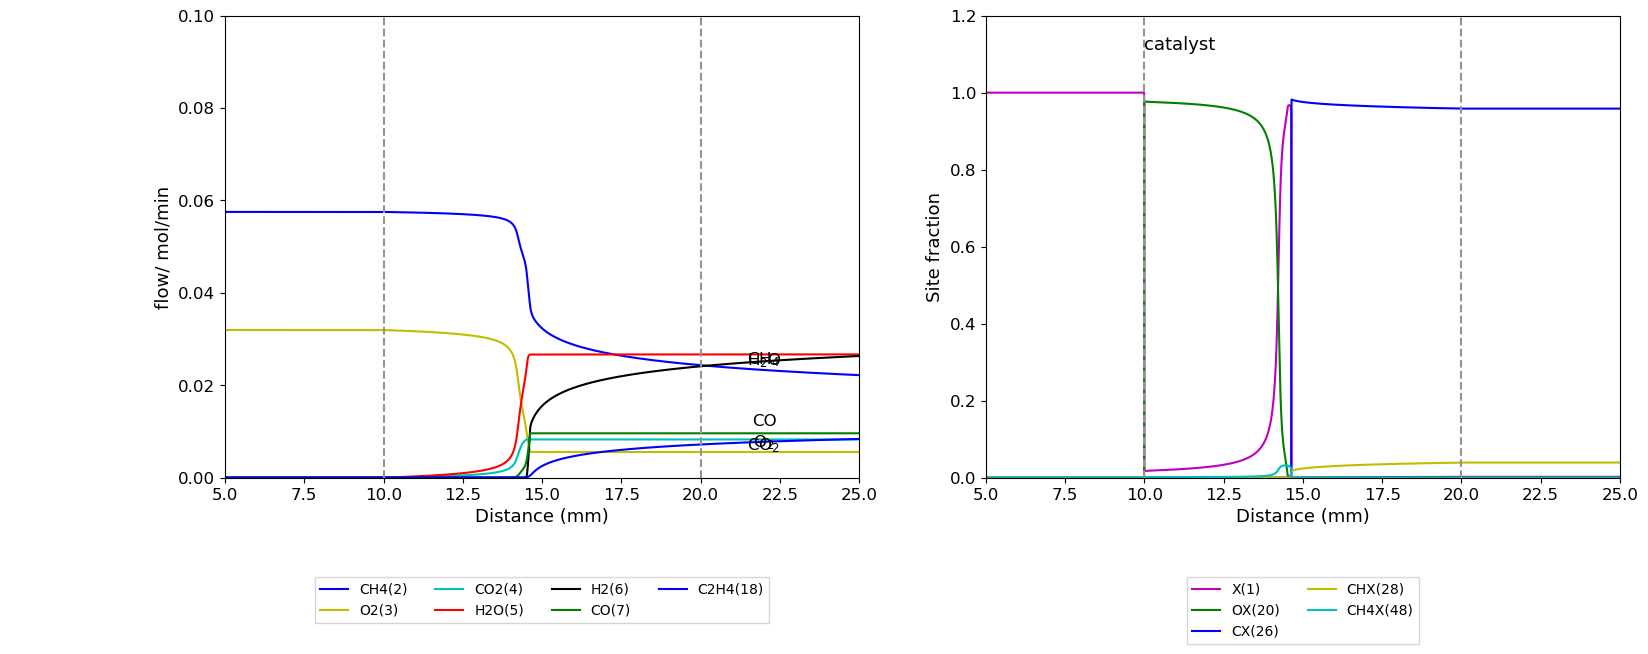 0.10
0.08
0.06
0.04
0.02
0.00
flow/ mol/min
5.0 7.5 10.0 12.5 15.0 17.5 20.0 22.5 25.0
Distance (mm)
CO
CO2
CH4(2) CO2(4) H2(6) C2H4(18)
O2(3) H2O(5) CO(7)
1.2
1.0
0.8
0.6
0.4
0.2
0.0
Site fraction
catalyst
5.0 7.5 10.0 12.5 15.0 17.5 20.0 22.5 25.0
Distance (mm)
X(1) CHX(28)
OX(20) CH4X(48)
CX(26)